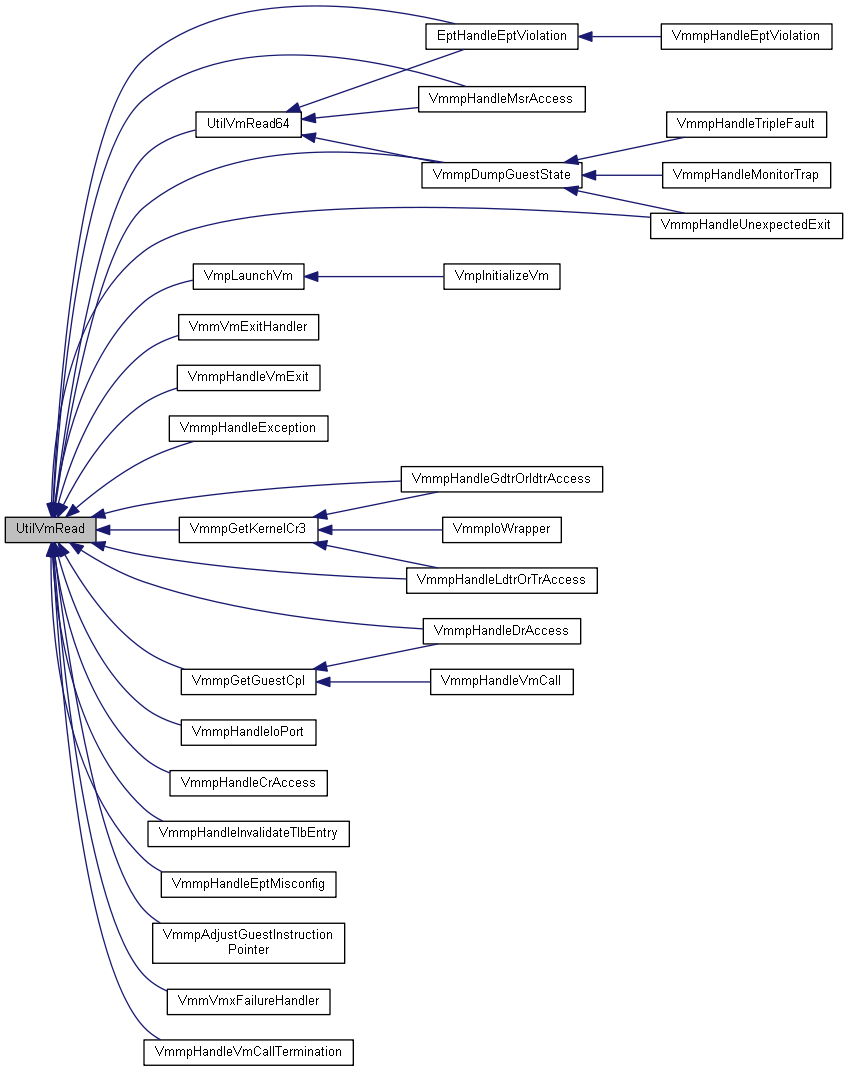 EptHandleEptViolation
VmmpHandleEptViolation
VmmpHandleMsrAccess
UtilVmRead64
VmmpHandleTripleFault
VmmpDumpGuestState
VmmpHandleMonitorTrap
VmmpHandleUnexpectedExit
VmpLaunchVm
VmpInitializeVm
VmmVmExitHandler
VmmpHandleVmExit
VmmpHandleException
VmmpHandleGdtrOrIdtrAccess
UtilVmRead
VmmpGetKernelCr3
VmmpIoWrapper
VmmpHandleLdtrOrTrAccess
VmmpHandleDrAccess
VmmpGetGuestCpl
VmmpHandleVmCall
VmmpHandleIoPort
VmmpHandleCrAccess
VmmpHandleInvalidateTlbEntry
VmmpHandleEptMisconfig
VmmpAdjustGuestInstruction
Pointer
VmmVmxFailureHandler
VmmpHandleVmCallTermination